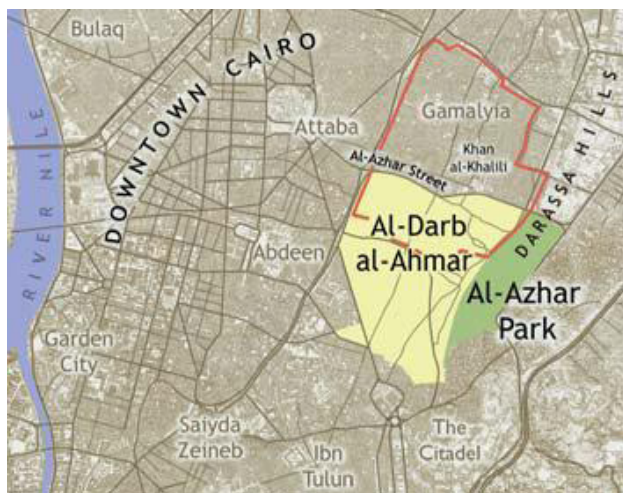 Bulaq
DOWNTOWN CAIRO
Attaba
Gamalyia
Khan
al-Khalili
Al-Azhar Street
DARASSA HILLS
RIVER NILE
Al-Darb
al-Ahmar
Abdeen
Al-Azhar
Park
Garden
City
Saiyda
Zeineb
Ibn
Tulun
The
Citadel